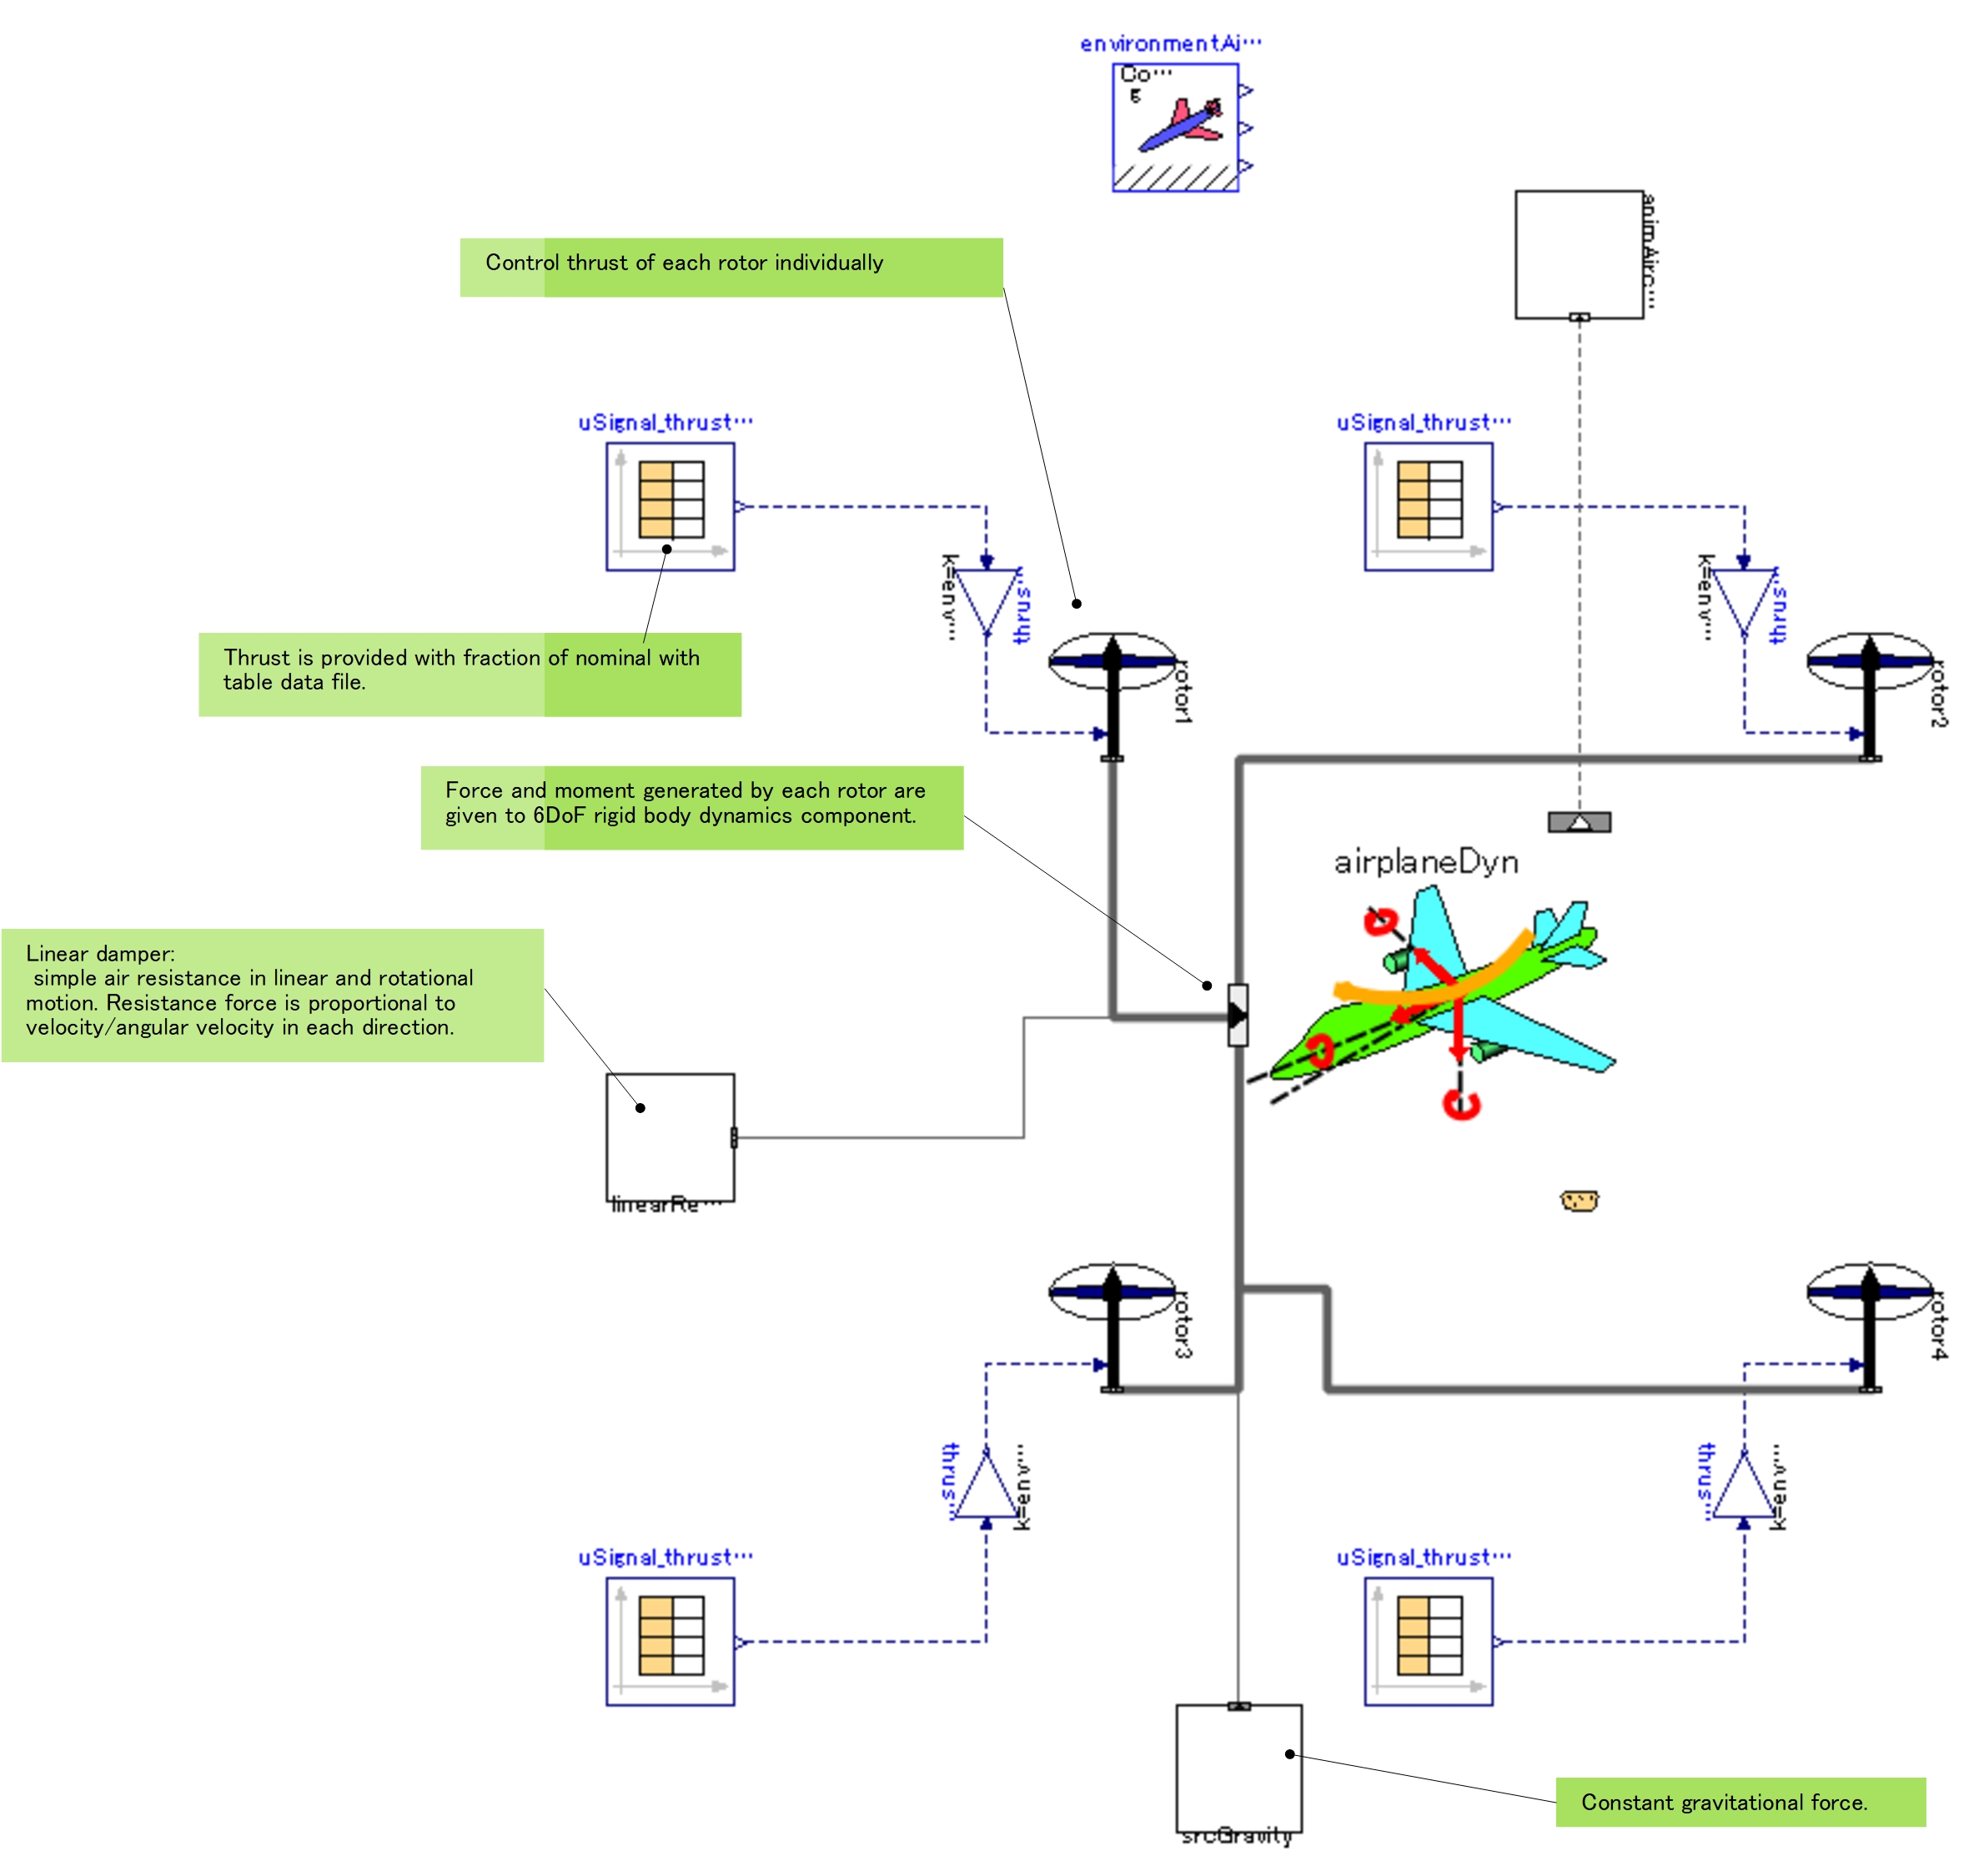 environmentAi…
Co…
g
animAirc…
Control thrust of each rotor individually
uSignal_thrust…
uSignal_thrust…
k=env…
thrus…
k=env…
thrus…
Thrust is provided with fraction of nominal with
table data file.
rotor1
rotor2
Force and moment generated by each rotor are
given to 6DoF rigid body dynamics component.
airplaneDyn
Linear damper:
simple air resistance in linear and rotational
motion. Resistance force is proportional to
velocity/angular velocity in each direction.
linearRe…
rotor3
rotor4
thrus…
k=env…
thrus…
k=env…
uSignal_thrust…
uSignal_thrust…
Constant gravitational force.
srcGravity